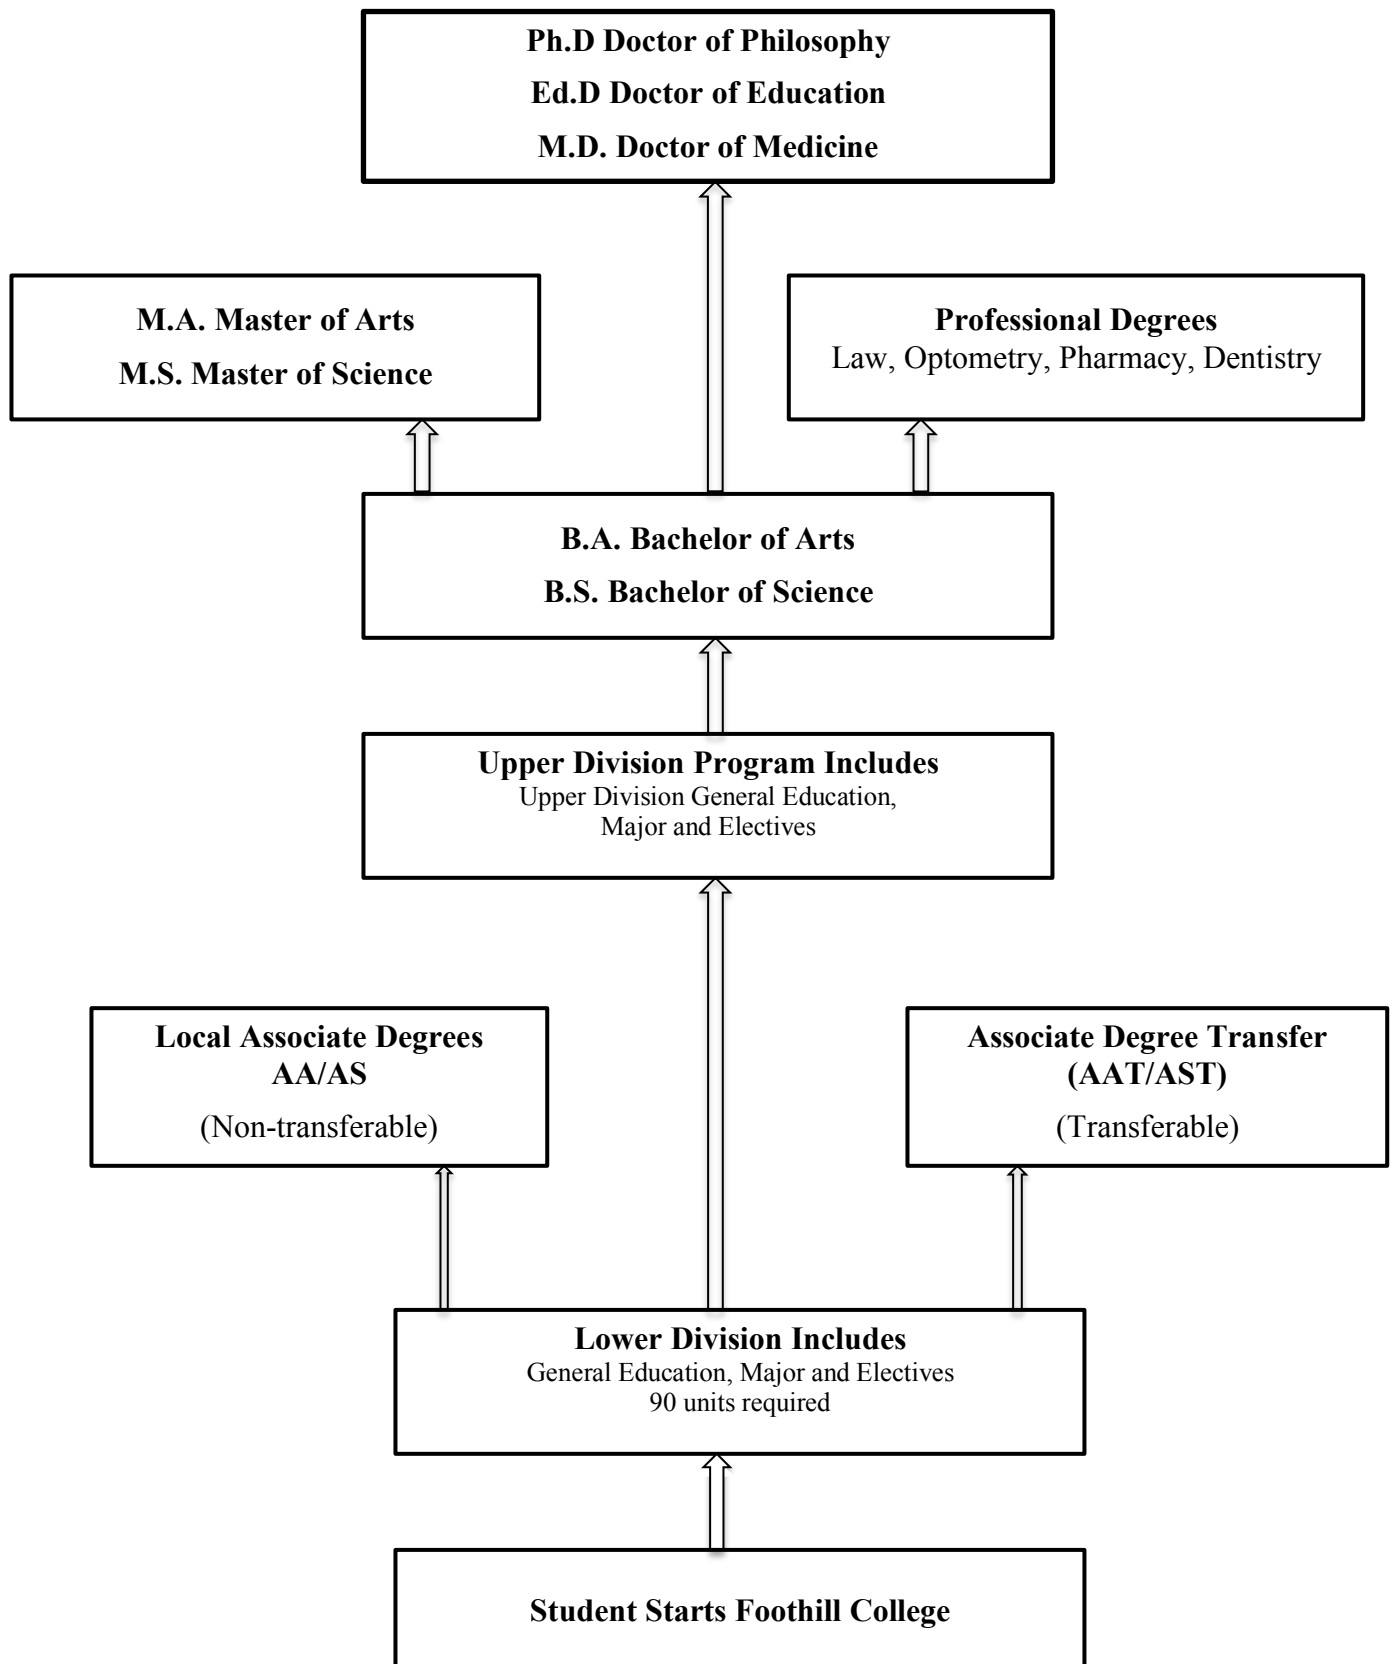 Ph.D Doctor of Philosophy
Ed.D Doctor of Education
M.D. Doctor of Medicine
M.A. Master of Arts
M.S. Master of Science
Professional Degrees
Law, Optometry, Pharmacy, Dentistry
B.A. Bachelor of Arts
B.S. Bachelor of Science
Upper Division Program Includes
Upper Division General Education,
Major and Electives
Local Associate Degrees
AA/AS
(Non-transferable)
Associate Degree Transfer
(AAT/AST)
(Transferable)
Lower Division Includes
General Education, Major and Electives
90 units required
Student Starts Foothill College